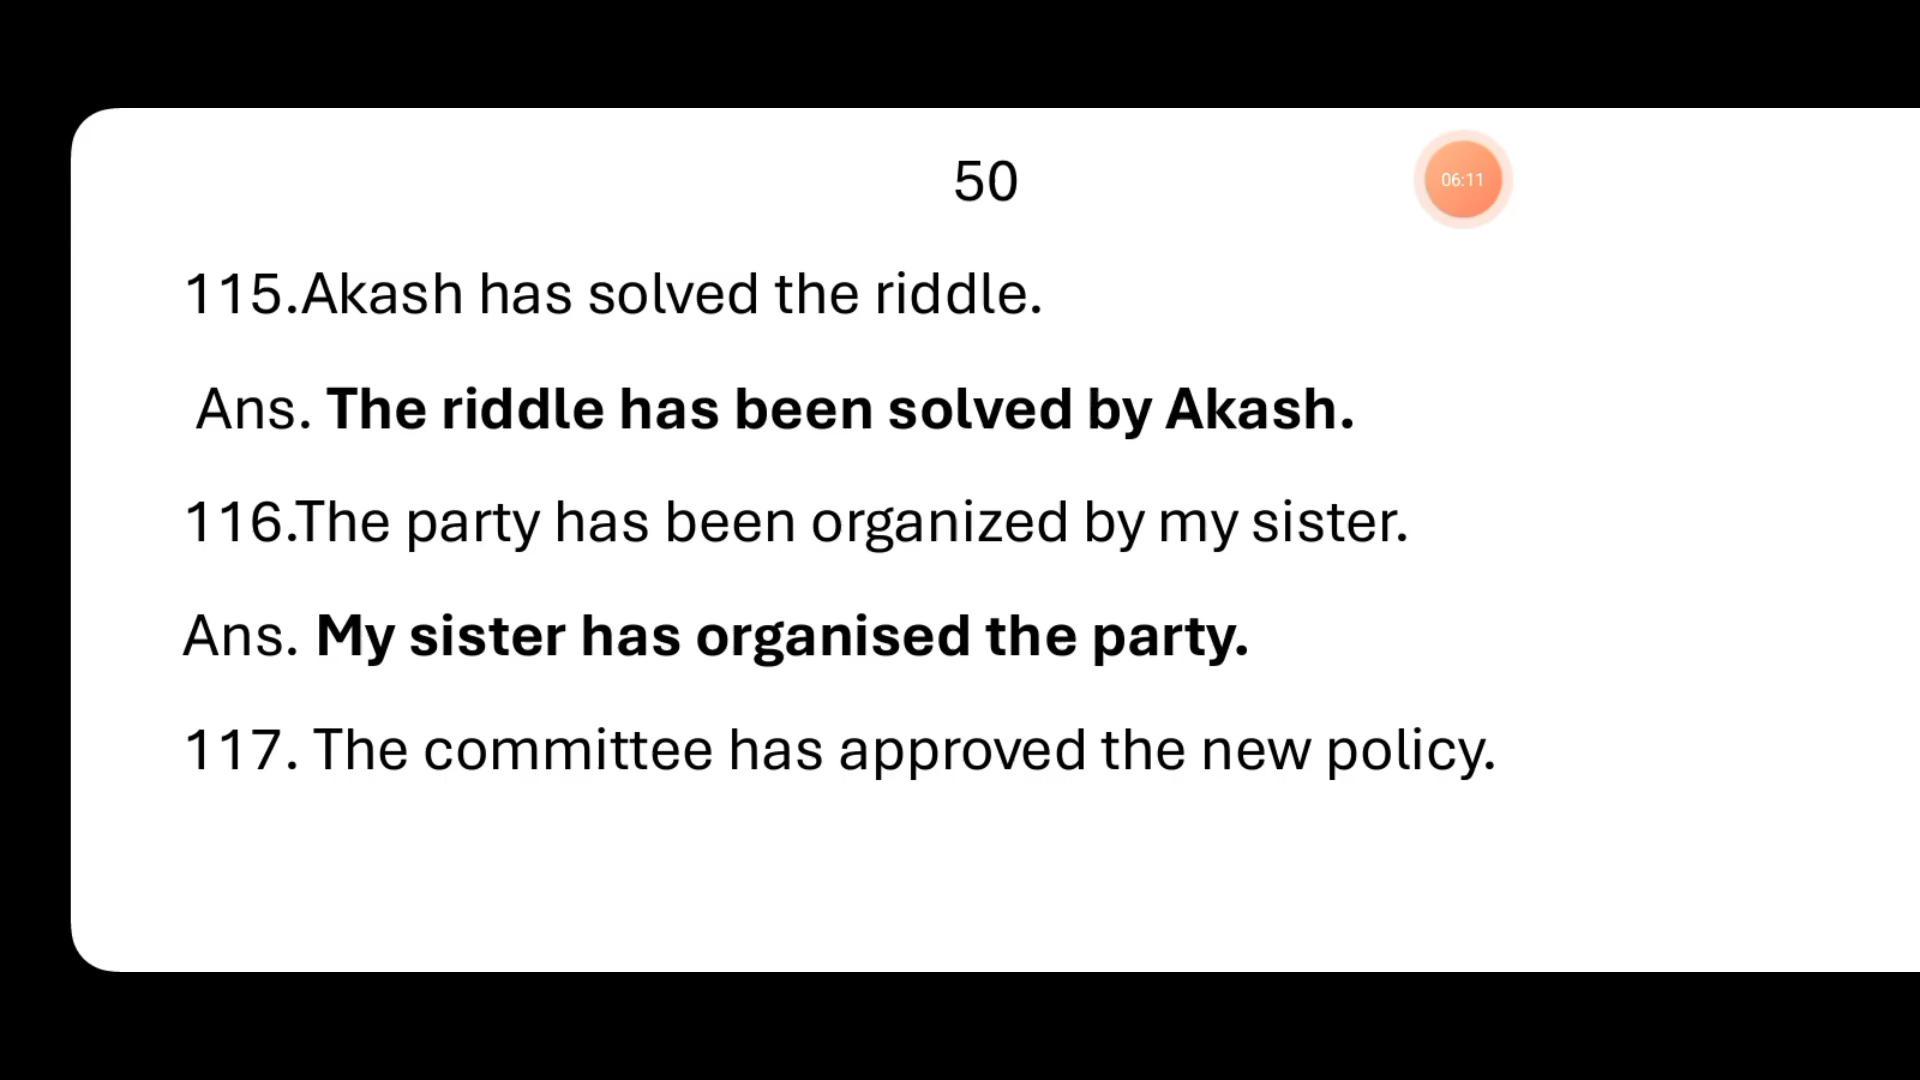 50
06:11
115.Akash has solved the riddle.
Ans. The riddle has been solved by Akash.
116.The party has been organized by my sister.
Ans. My sister has organised the party.
117. The committee has approved the new policy.